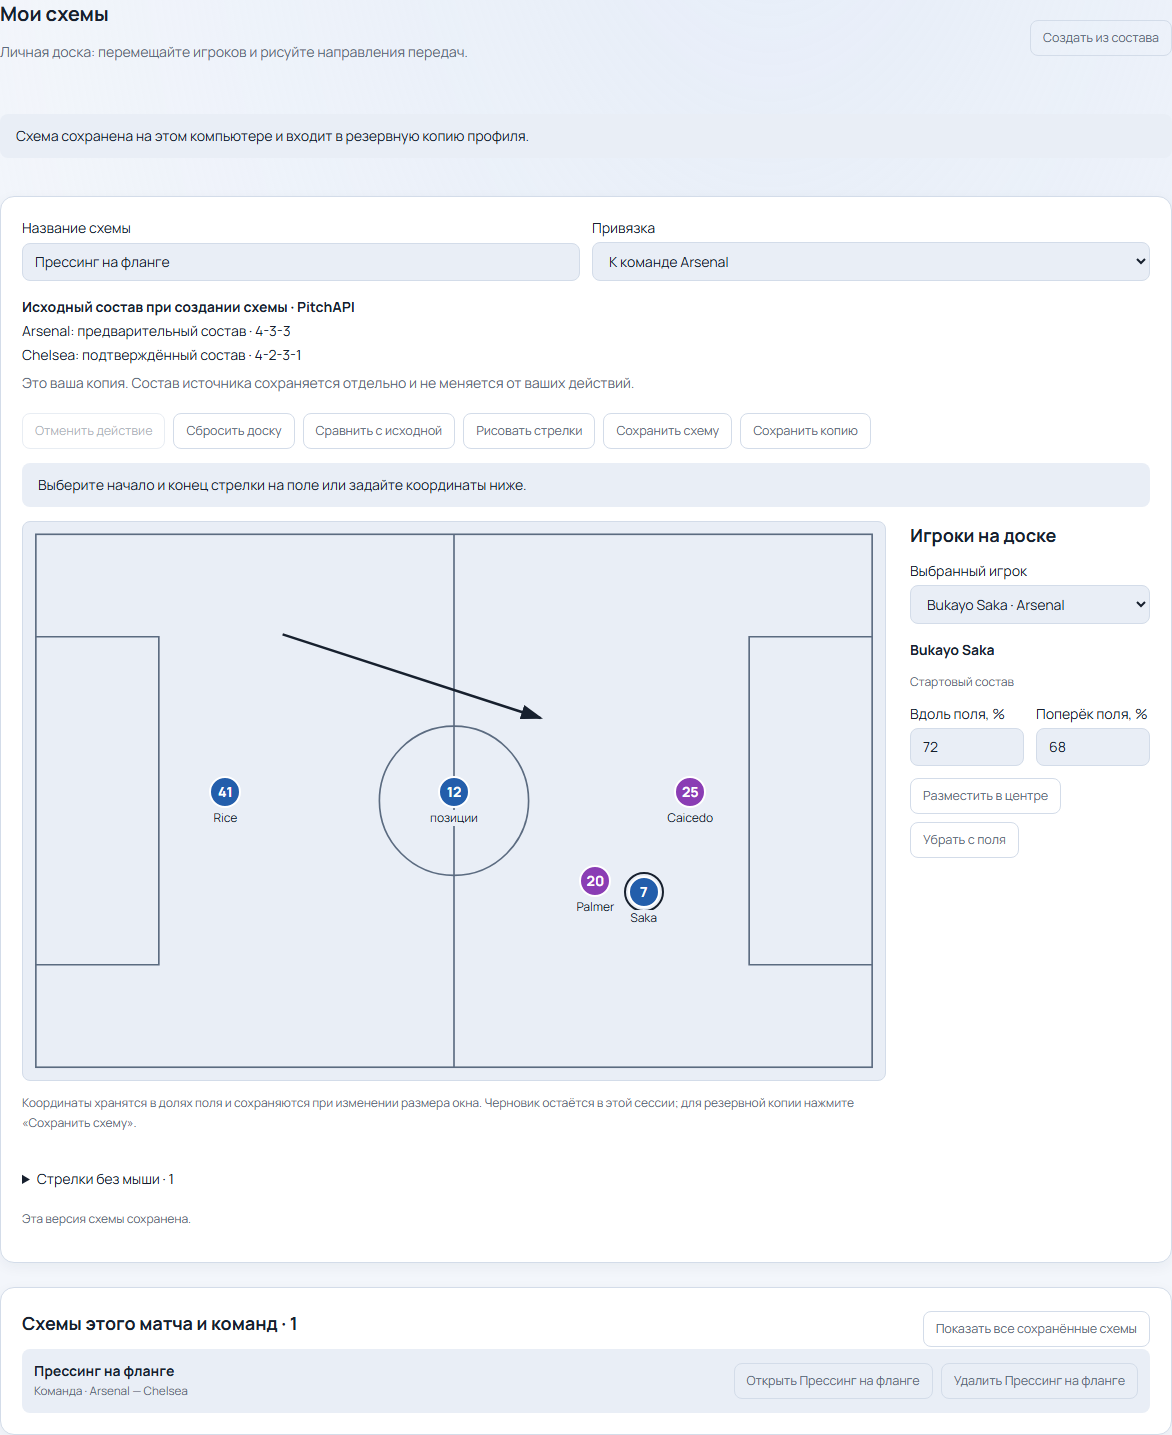 Мои схемы
Личная доска: перемещайте игроков и рисуйте направления передач.
Создать из состава
Схема сохранена на этом компьютере и входит в резервную копию профиля.
Название схемы
Привязка
Прессинг на фланге
К команде Arsenal
Исходный состав при создании схемы · PitchAPI
Arsenal: предварительный состав · 4-3-3
Chelsea: подтверждённый состав · 4-2-3-1
Это ваша копия. Состав источника сохраняется отдельно и не меняется от ваших действий.
Отменить действие
Сбросить доску
Сравнить с исходной
Рисовать стрелки
Сохранить схему
Сохранить копию
Выберите начало и конец стрелки на поле или задайте координаты ниже.
41
Rice
12
позиции
25
Caicedo
20
Palmer
7
Saka
Игроки на доске
Выбранный игрок
Bukayo Saka · Arsenal
Bukayo Saka
Стартовый состав
Вдоль поля, %
Поперёк поля, %
72
68
Разместить в центре
Убрать с поля
Координаты хранятся в долях поля и сохраняются при изменении размера окна. Черновик остаётся в этой сессии; для резервной копии нажмите
«Сохранить схему».
Стрелки без мыши · 1
Эта версия схемы сохранена.
Схемы этого матча и команд · 1
Показать все сохранённые схемы
Прессинг на фланге
Команда · Arsenal — Chelsea
Открыть Прессинг на фланге
Удалить Прессинг на фланге